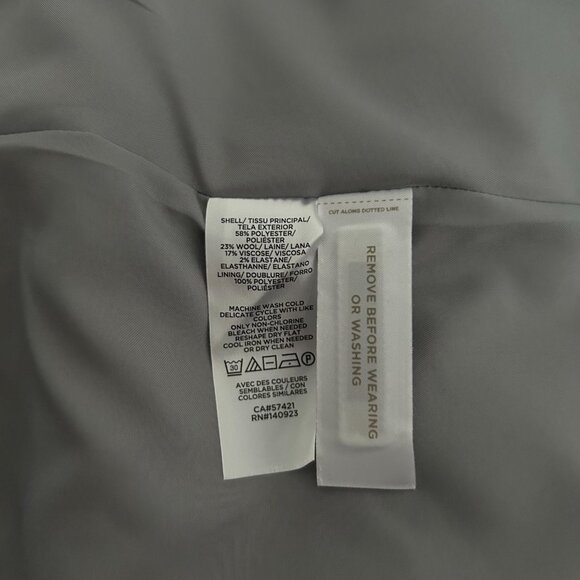 SHELL/ TISSU PRINCIPAL/
TELA EXTERIOR
58% POLYESTER/
POLIÉSTER
23% WOOL/ LAINE/ LANA
17% VISCOSE/ VISCOSA
2% ELASTANE/
ELASTHANNE/ ELASTANO
LINING/ DOUBLURE/ FORRO
100% POLYESTER/
POLIÉSTER
MACHINE WASH COLD
DELICATE CYCLE WITH LIKE
COLORS
ONLY NON-CHLORINE
BLEACH WHEN NEEDED
RESHAPE DRY FLAT
COOL IRON WHEN NEEDED
OR DRY CLEAN
30 P
AVEC DES COULEURS
SEMBLABLES / CON
COLORES SIMILARES
CA#57421
RN#140923
CUT ALONG DOTTED LINE
REMOVE BEFORE WEARING
OR WASHING